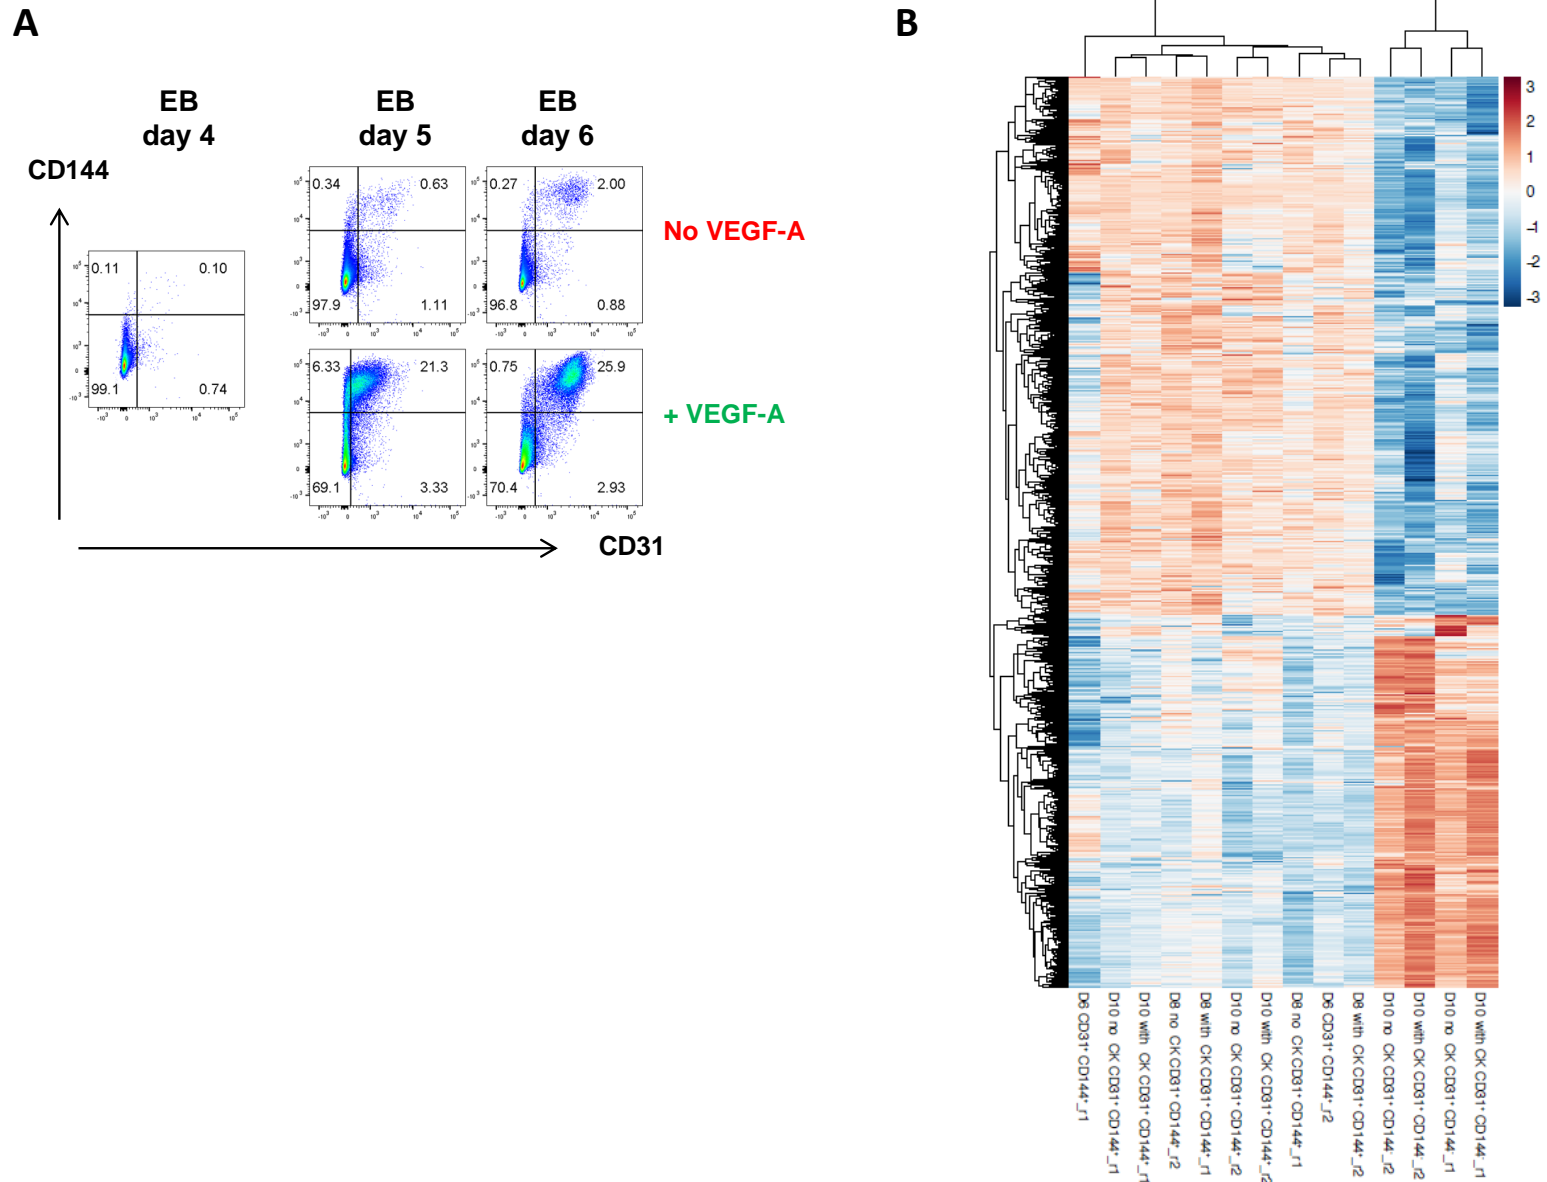 A
B
EB
day 4
EB
day 5
EB
day 6
CD144
0.11
0.10
99.1
0.74
0.34
0.63
97.9
1.11
0.27
2.00
96.8
0.88
No VEGF-A
6.33
21.3
69.1
3.33
0.75
25.9
70.4
2.93
+ VEGF-A
CD31
3
2
1
0
−1
−2
−3
D6 CD31⁺ CD144⁺_r1
D10 no CK CD31⁺ CD144⁺_r1
D10 with CK CD31⁺ CD144⁺_r1
D8 no CK CD31⁺ CD144⁺_r2
D8 with CK CD31⁺ CD144⁺_r1
D10 no CK CD31⁺ CD144⁺_r2
D10 with CK CD31⁺ CD144⁺_r2
D8 no CK CD31⁺ CD144⁺_r1
D6 CD31⁺ CD144⁺_r2
D8 with CK CD31⁺ CD144⁺_r2
D10 no CK CD31⁺ CD144⁻_r2
D10 with CK CD31⁺ CD144⁻_r2
D10 no CK CD31⁺ CD144⁻_r1
D10 with CK CD31⁺ CD144⁻_r1